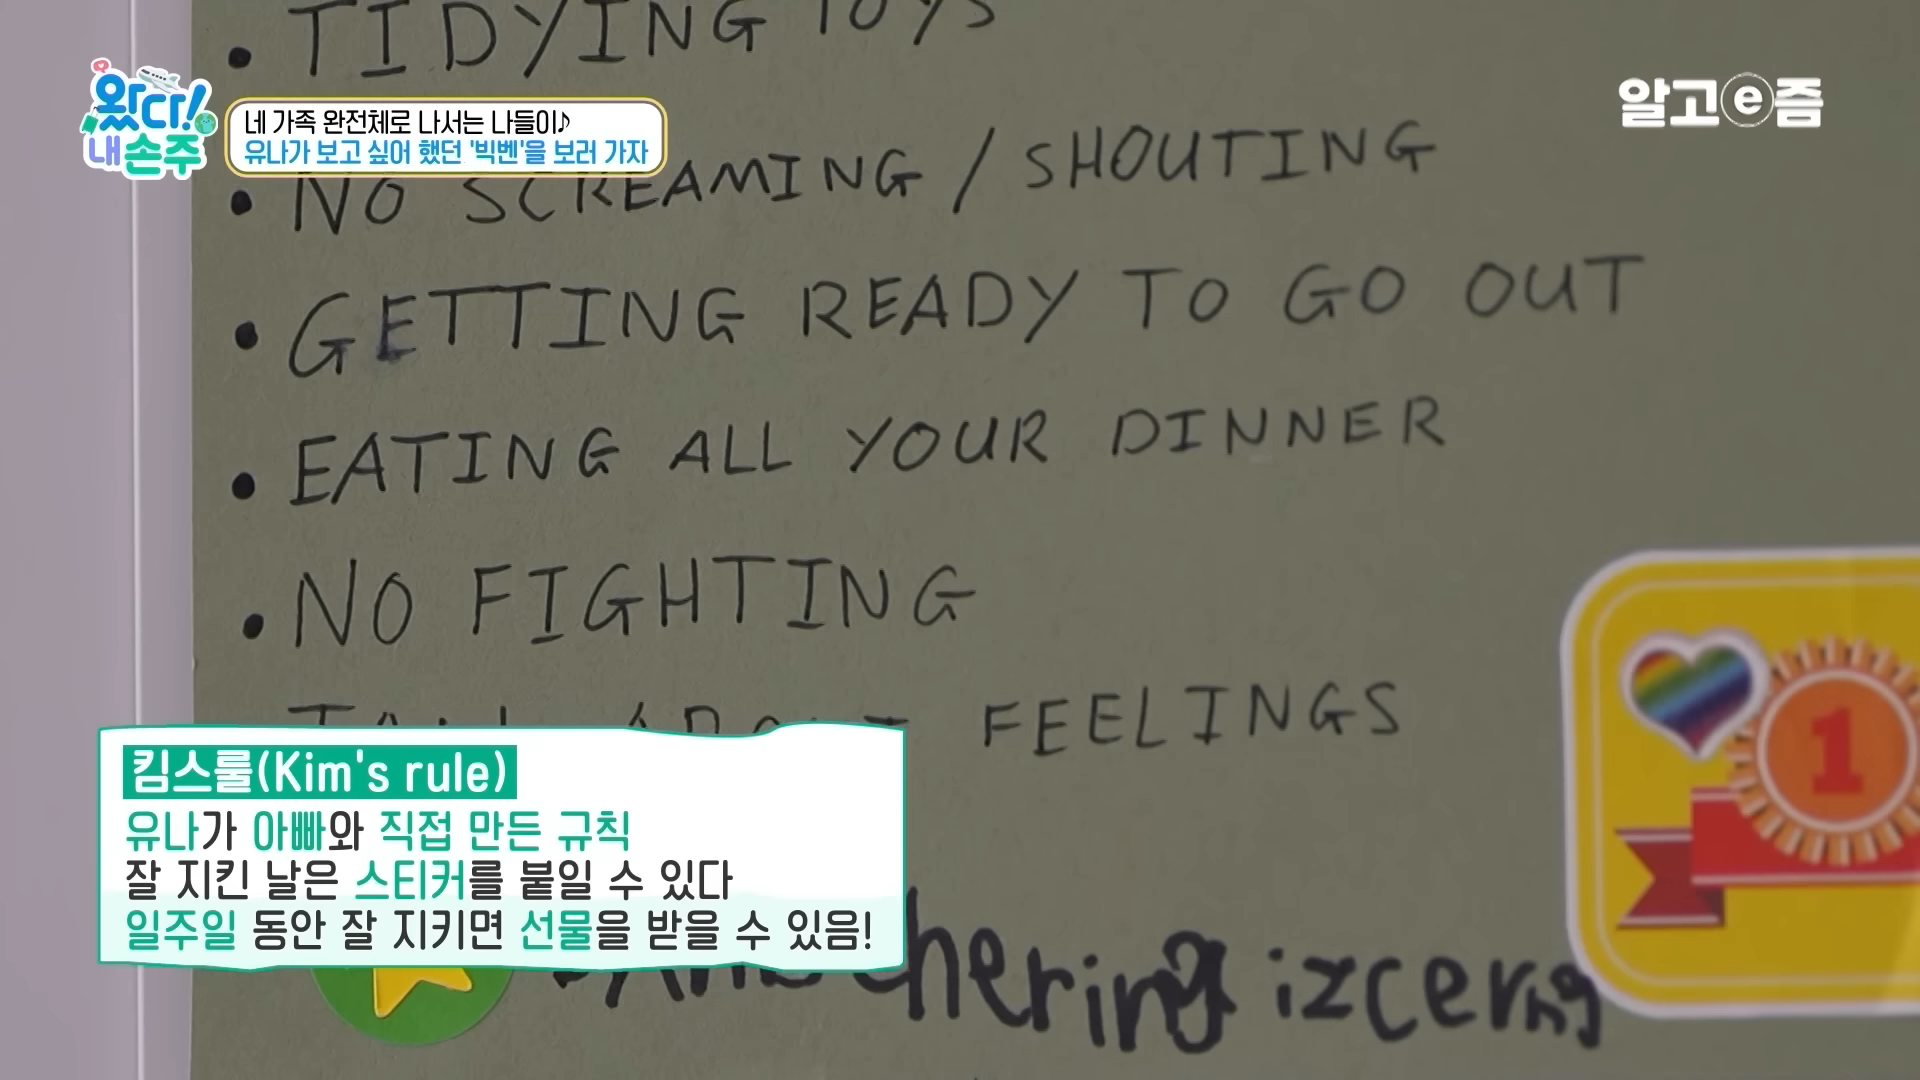 • TIDYING TOYS
왔다! 내 손주
네 가족 완전체로 나서는 나들이♪
유나가 보고 싶어 했던 '빅벤'을 보러 가자
알고e즘
• NO SCREAMING / SHOUTING
• GETTING READY TO GO OUT
• EATING ALL YOUR DINNER
• NO FIGHTING
FEELINGS
1
킴스룰(Kim's rule)
유나가 아빠와 직접 만든 규칙
잘 지킨 날은 스티커를 붙일 수 있다
일주일 동안 잘 지키면 선물을 받을 수 있음!